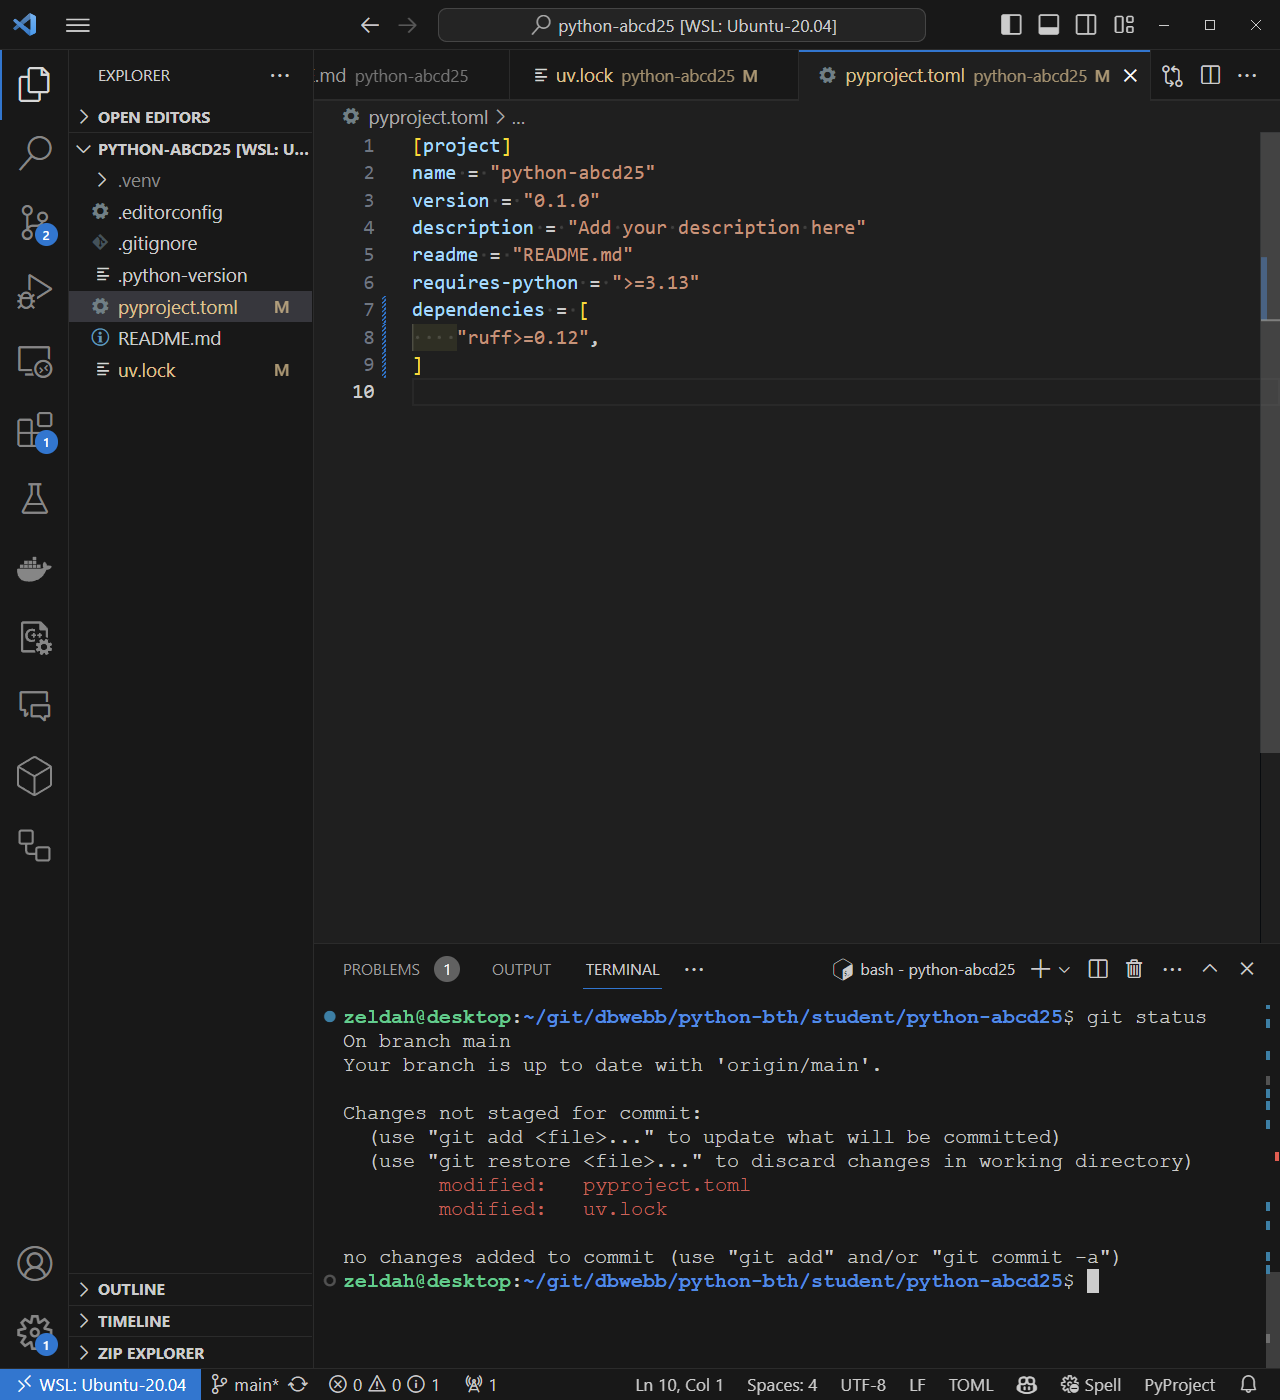 python-abcd25 [WSL: Ubuntu-20.04]
EXPLORER
OPEN EDITORS
PYTHON-ABCD25 [WSL: U...
.venv
.editorconfig
.gitignore
.python-version
pyproject.toml M
README.md
uv.lock M
2
1
1
OUTLINE
TIMELINE
ZIP EXPLORER
.md python-abcd25
uv.lock python-abcd25 M
pyproject.toml python-abcd25 M
pyproject.toml > ...
1 [project]
2 name = "python-abcd25"
3 version = "0.1.0"
4 description = "Add your description here"
5 readme = "README.md"
6 requires-python = ">=3.13"
7 dependencies = [
8 "ruff>=0.12",
9 ]
10
PROBLEMS 1 OUTPUT TERMINAL ... bash - python-abcd25
zeldah@desktop:~/git/dbwebb/python-bth/student/python-abcd25$ git status
On branch main
Your branch is up to date with 'origin/main'.
Changes not staged for commit:
(use "git add <file>..." to update what will be committed)
(use "git restore <file>..." to discard changes in working directory)
modified: pyproject.toml
modified: uv.lock
no changes added to commit (use "git add" and/or "git commit -a")
zeldah@desktop:~/git/dbwebb/python-bth/student/python-abcd25$
WSL: Ubuntu-20.04 main* 0 0 1 1 Ln 10, Col 1 Spaces: 4 UTF-8 LF TOML Spell PyProject